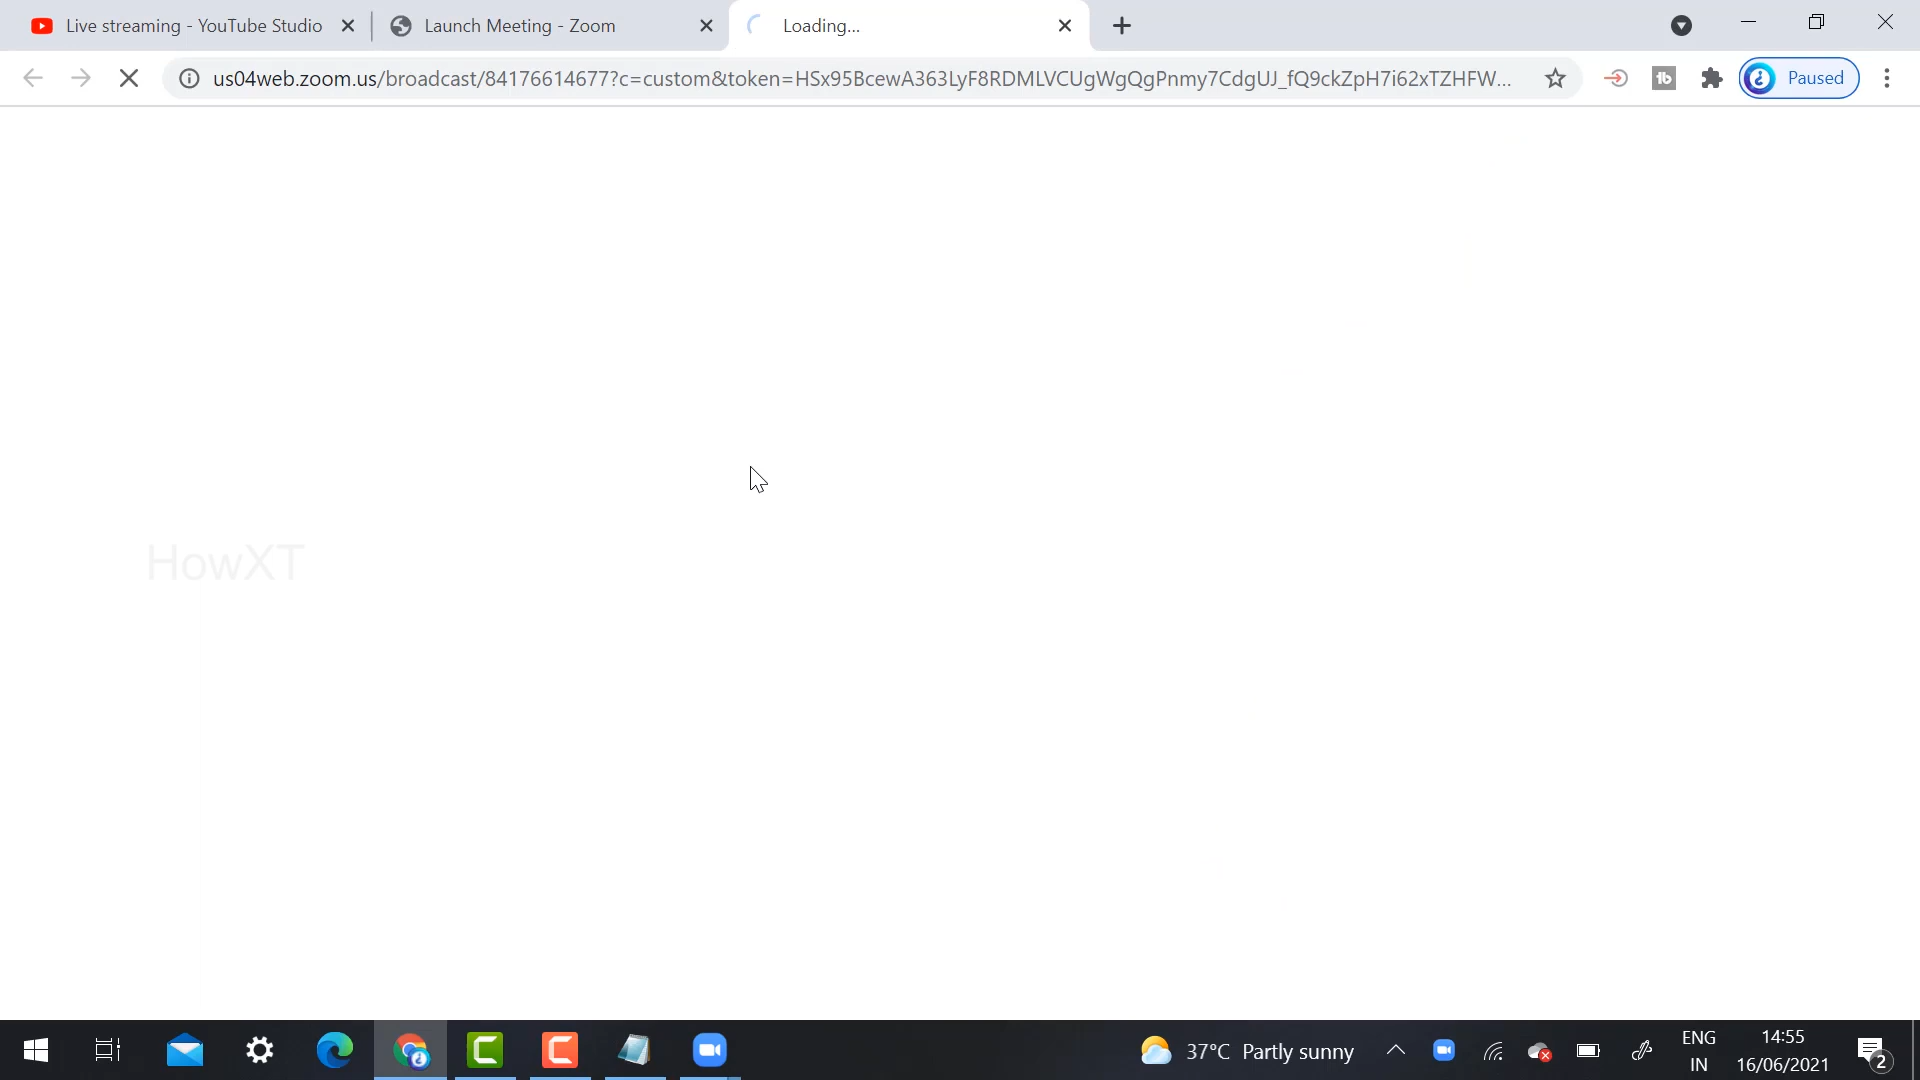 Live streaming - YouTube Studio
Launch Meeting - Zoom
Loading...
us04web.zoom.us/broadcast/84176614677?c=custom&token=HSx95BcewA363LyF8RDMLVCUgWgQgPnmy7CdgUJ_fQ9ckZpH7i62xTZHFW...
Paused
HowXT
37°C Partly sunny
ENG
IN
14:55
16/06/2021
2